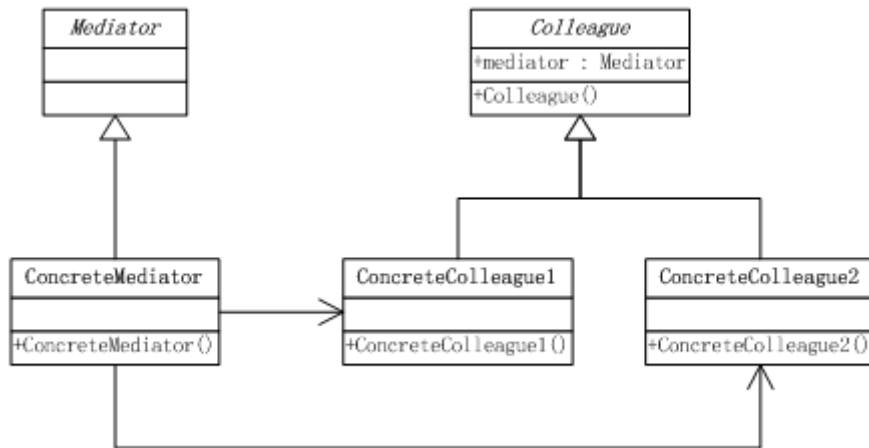 Mediator
Colleague
+mediator : Mediator
+Colleague()
ConcreteMediator
+ConcreteMediator()
ConcreteColleague1
+ConcreteColleague1()
ConcreteColleague2
+ConcreteColleague2()